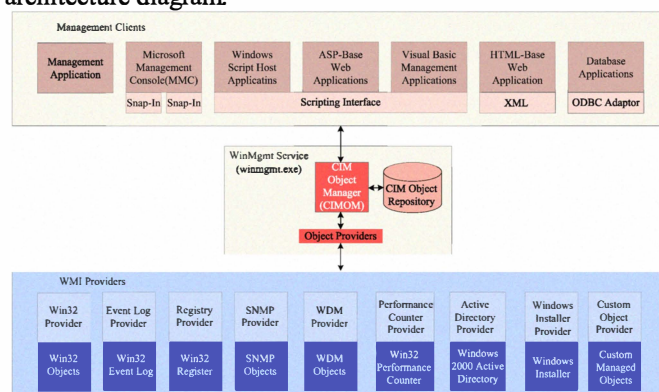 architecture diagram.
Management Clients
Management
Application
Microsoft
Management
Console(MMC)
Snap-In
Snap-In
Windows
Script Host
Applicatins
ASP-Base
Web
Applications
Visual Basic
Management
Applications
Scripting Interface
HTML-Base
Web
Application
XML
Database
Applications
ODBC Adaptor
WinMgmt Service
(winmgmt.exe)
CIM
Object
Manager
(CIMOM)
CIM Object
Repository
Object Providers
WMI Providers
Win32
Provider
Event Log
Provider
Registry
Provider
SNMP
Provider
WDM
Provider
Performance
Counter
Provider
Active
Directory
Provider
Windows
Installer
Provider
Custom
Object
Provider
Win32
Objects
Win32
Event Log
Win32
Register
SNMP
Objects
WDM
Objects
Win32
Performance
Counter
Windows
2000 Active
Directory
Windows
Installer
Custom
Managed
Objects